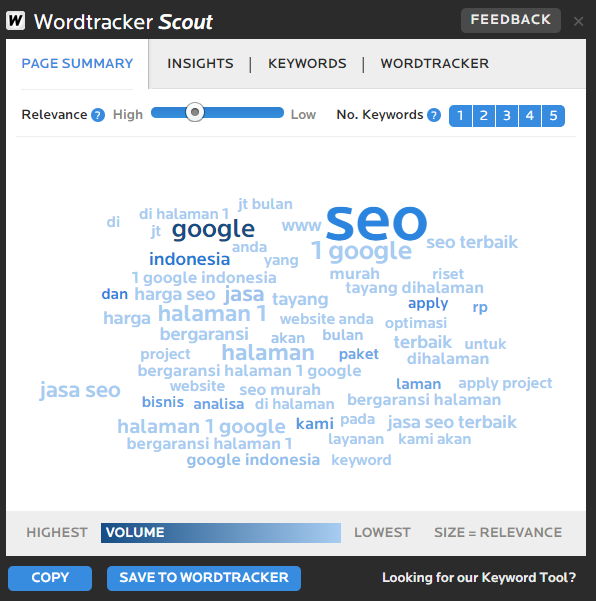 W Wordtracker Scout FEEDBACK ×
PAGE SUMMARY INSIGHTS | KEYWORDS | WORDTRACKER
Relevance ? High Low No. Keywords ? 1 2 3 4 5
jt bulan
di halaman 1
di
google
www
seo
jt
anda
1 google
seo terbaik
indonesia
yang
1 google indonesia
murah
riset
tayang dihalaman
dan
harga seo
jasa
tayang
apply
rp
harga
halaman 1
website anda
optimasi
bergaransi
akan
bulan
terbaik
untuk
project
halaman
paket
dihalaman
bergaransi halaman 1 google
jasa seo
website
seo murah
laman
apply project
bisnis
analisa
di halaman
bergaransi halaman
halaman 1 google
kami
pada
jasa seo terbaik
bergaransi halaman 1
layanan
kami akan
google indonesia
keyword
HIGHEST VOLUME LOWEST SIZE = RELEVANCE
COPY SAVE TO WORDTRACKER Looking for our Keyword Tool?